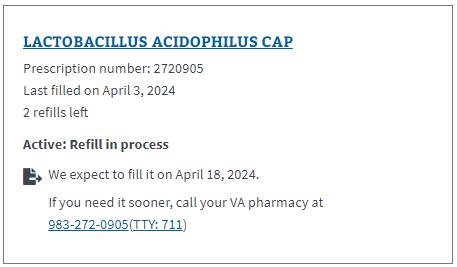 LACTOBACILLUS ACIDOPHILUS CAP
Prescription number: 2720905
Last filled on April 3, 2024
2 refills left
Active: Refill in process
We expect to fill it on April 18, 2024.
If you need it sooner, call your VA pharmacy at
983-272-0905(TTY: 711)